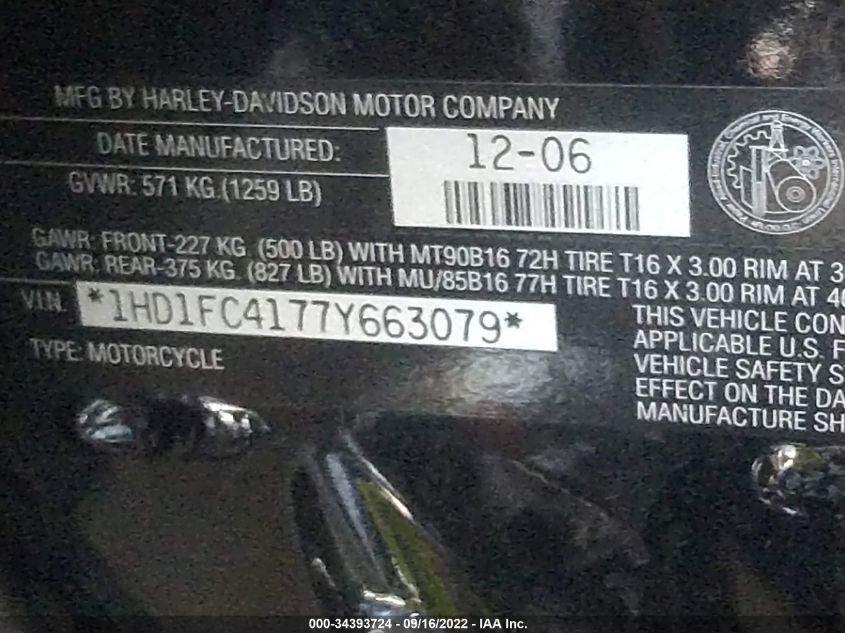 MFG BY HARLEY-DAVIDSON MOTOR COMPANY
DATE MANUFACTURED: 12-06
GVWR: 571 KG.(1259 LB)
GAWR: FRONT-227 KG. (500 LB) WITH MT90B16 72H TIRE T16 X 3.00 RIM AT 3
GAWR: REAR-375 KG. (827 LB) WITH MU/85B16 77H TIRE T16 X 3.00 RIM AT 40
VIN: *1HD1FC4177Y663079*
TYPE: MOTORCYCLE
THIS VEHICLE CON
APPLICABLE U.S. F
VEHICLE SAFETY S
EFFECT ON THE DA
MANUFACTURE SH
000-34393724 - 09/16/2022 - IAA Inc.